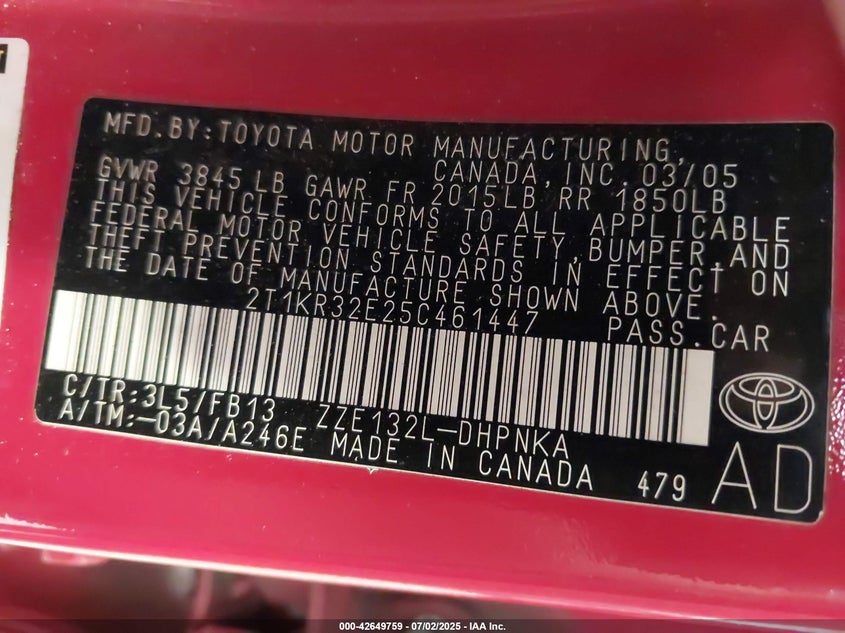 MFD.BY:TOYOTA MOTOR MANUFACTURING,
CANADA,INC. 03/05
GVWR 3845 LB GAWR FR 2015LB RR 1850LB
THIS VEHICLE CONFORMS TO ALL APPLICABLE
FEDERAL MOTOR VEHICLE SAFETY,BUMPER,AND
THEFT PREVENTION STANDARDS IN EFFECT ON
THE DATE OF MANUFACTURE SHOWN ABOVE.
2T1KR32E25C461447 PASS.CAR
C/TR:3L5/FB13 ZZE132L-DHPNKA
A/TM:-03A/A246E MADE IN CANADA 479 AD
000-42649759 - 07/02/2025 - IAA Inc.